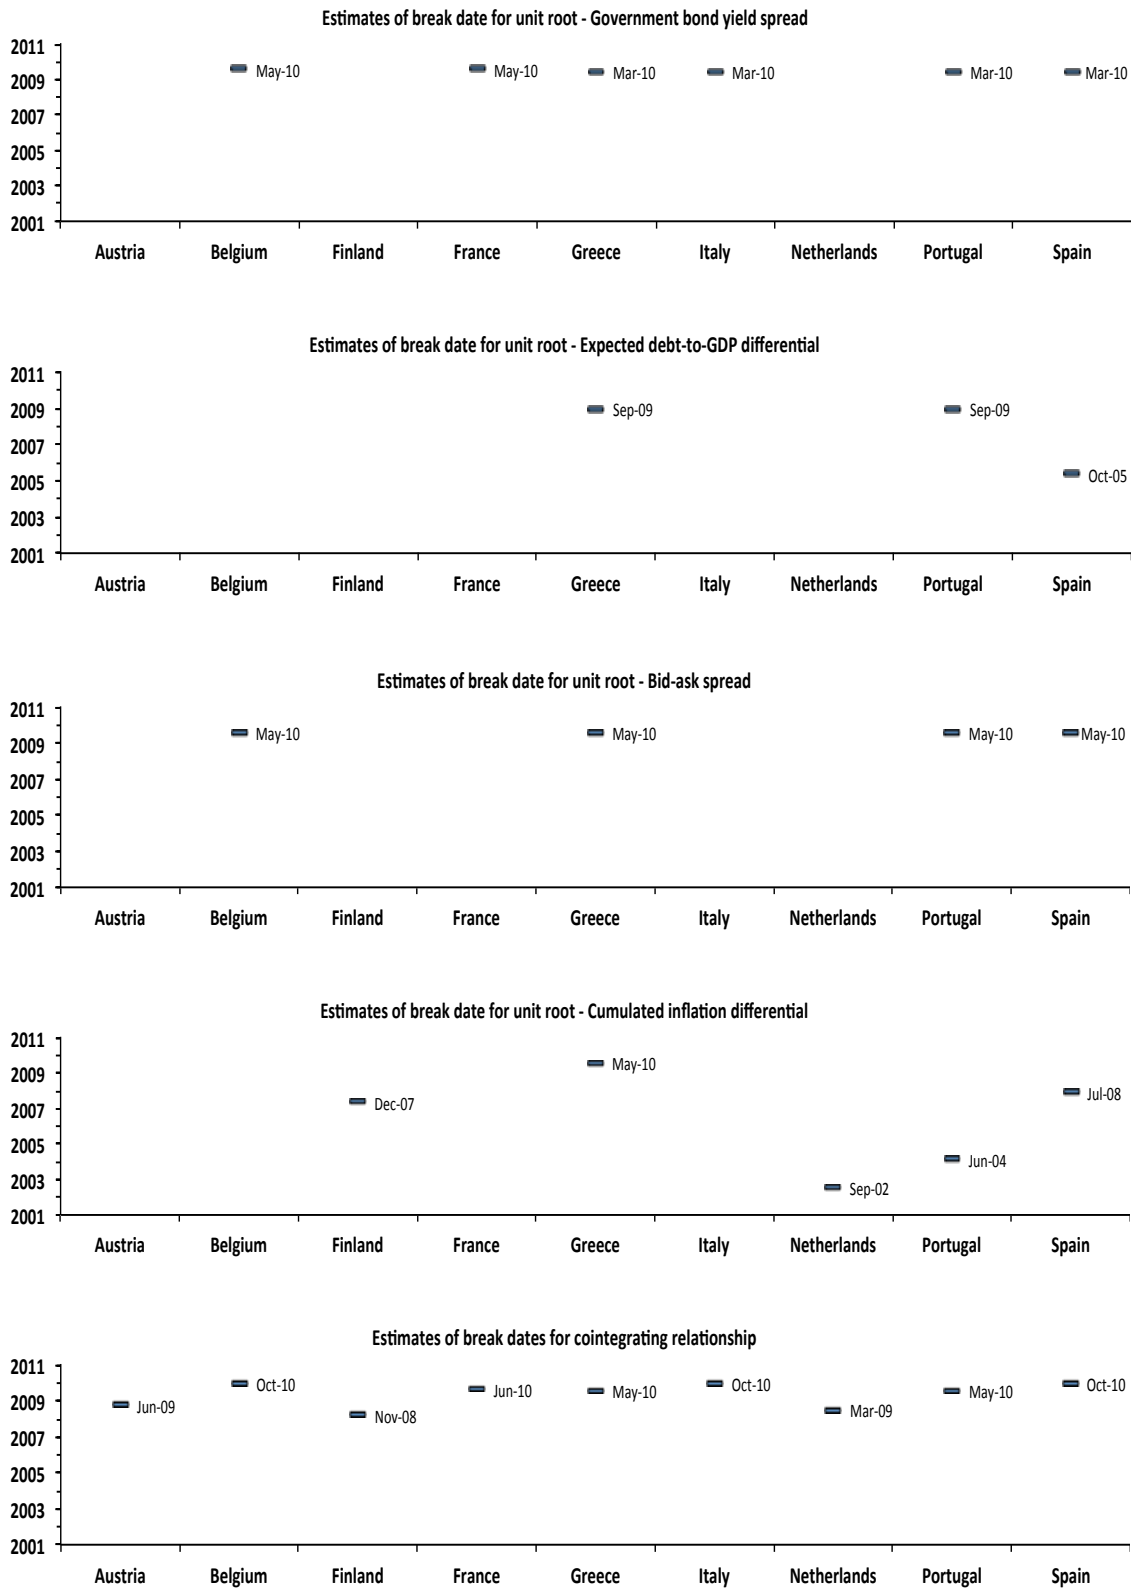 Estimates of break date for unit root - Government bond yield spread
2011
2009
2007
2005
2003
2001
May-10 May-10 Mar-10 Mar-10 Mar-10 Mar-10
Austria Belgium Finland France Greece Italy Netherlands Portugal Spain
Estimates of break date for unit root - Expected debt-to-GDP differential
2011
2009
2007
2005
2003
2001
Sep-09 Sep-09
Oct-05
Austria Belgium Finland France Greece Italy Netherlands Portugal Spain
Estimates of break date for unit root - Bid-ask spread
2011
2009
2007
2005
2003
2001
May-10 May-10 May-10 May-10
Austria Belgium Finland France Greece Italy Netherlands Portugal Spain
Estimates of break date for unit root - Cumulated inflation differential
2011
2009
2007
2005
2003
2001
May-10
Jul-08
Dec-07
Jun-04
Sep-02
Austria Belgium Finland France Greece Italy Netherlands Portugal Spain
Estimates of break dates for cointegrating relationship
2011
2009
2007
2005
2003
2001
Jun-09 Oct-10 Nov-08 Jun-10 May-10 Oct-10 Mar-09 May-10 Oct-10
Austria Belgium Finland France Greece Italy Netherlands Portugal Spain